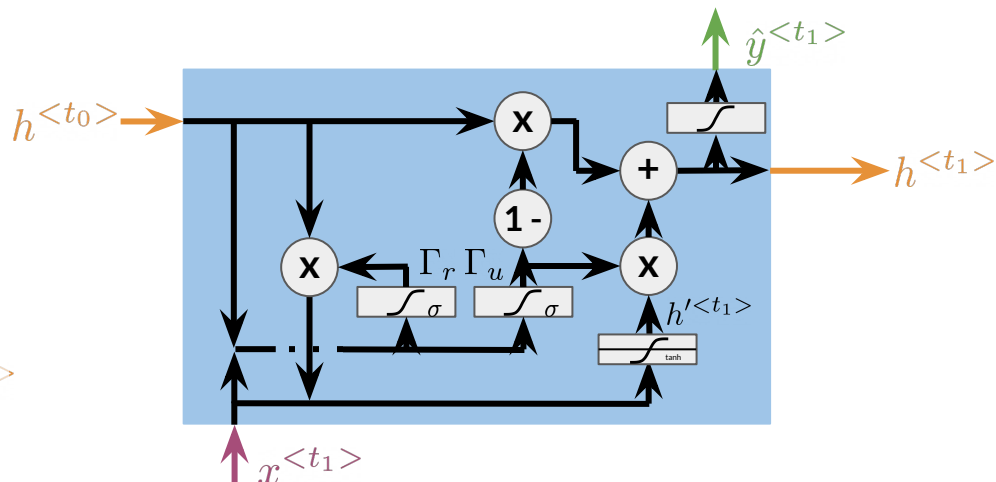 ŷ^{<t₁>}
h^{<t₀>}
x
+
h^{<t₁>}
1 -
x
Γᵣ Γᵤ
x
σ
σ
h'^{<t₁>}
tanh
>
x^{<t₁>}